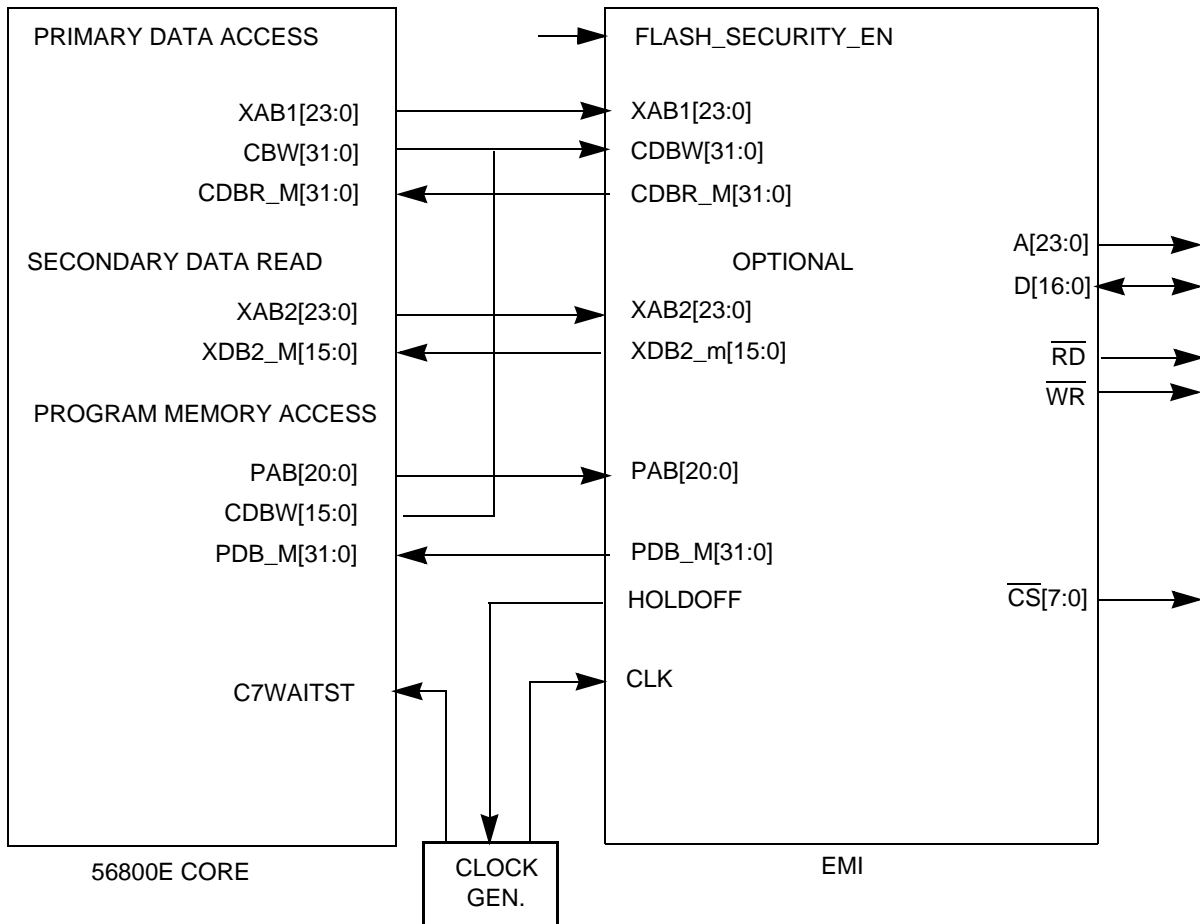 PRIMARY DATA ACCESS
XAB1[23:0]
CBW[31:0]
CDBR_M[31:0]
SECONDARY DATA READ
XAB2[23:0]
XDB2_M[15:0]
PROGRAM MEMORY ACCESS
PAB[20:0]
CDBW[15:0]
PDB_M[31:0]
C7WAITST
56800E CORE
CLOCK
GEN.
FLASH_SECURITY_EN
XAB1[23:0]
CDBW[31:0]
CDBR_M[31:0]
OPTIONAL
XAB2[23:0]
XDB2_m[15:0]
PAB[20:0]
PDB_M[31:0]
HOLDOFF
CLK
A[23:0]
D[16:0]
R̅D̅
W̅R̅
C̅S̅[7:0]
EMI